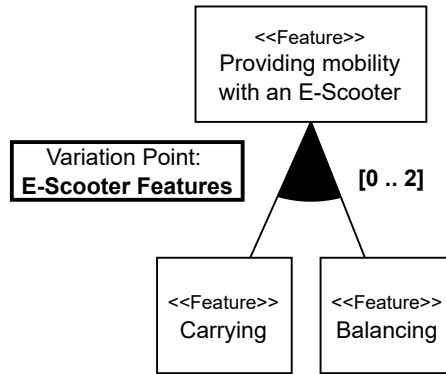 <<Feature>>
Providing mobility
with an E-Scooter
Variation Point:
E-Scooter Features
[0 .. 2]
<<Feature>>
Carrying
<<Feature>>
Balancing